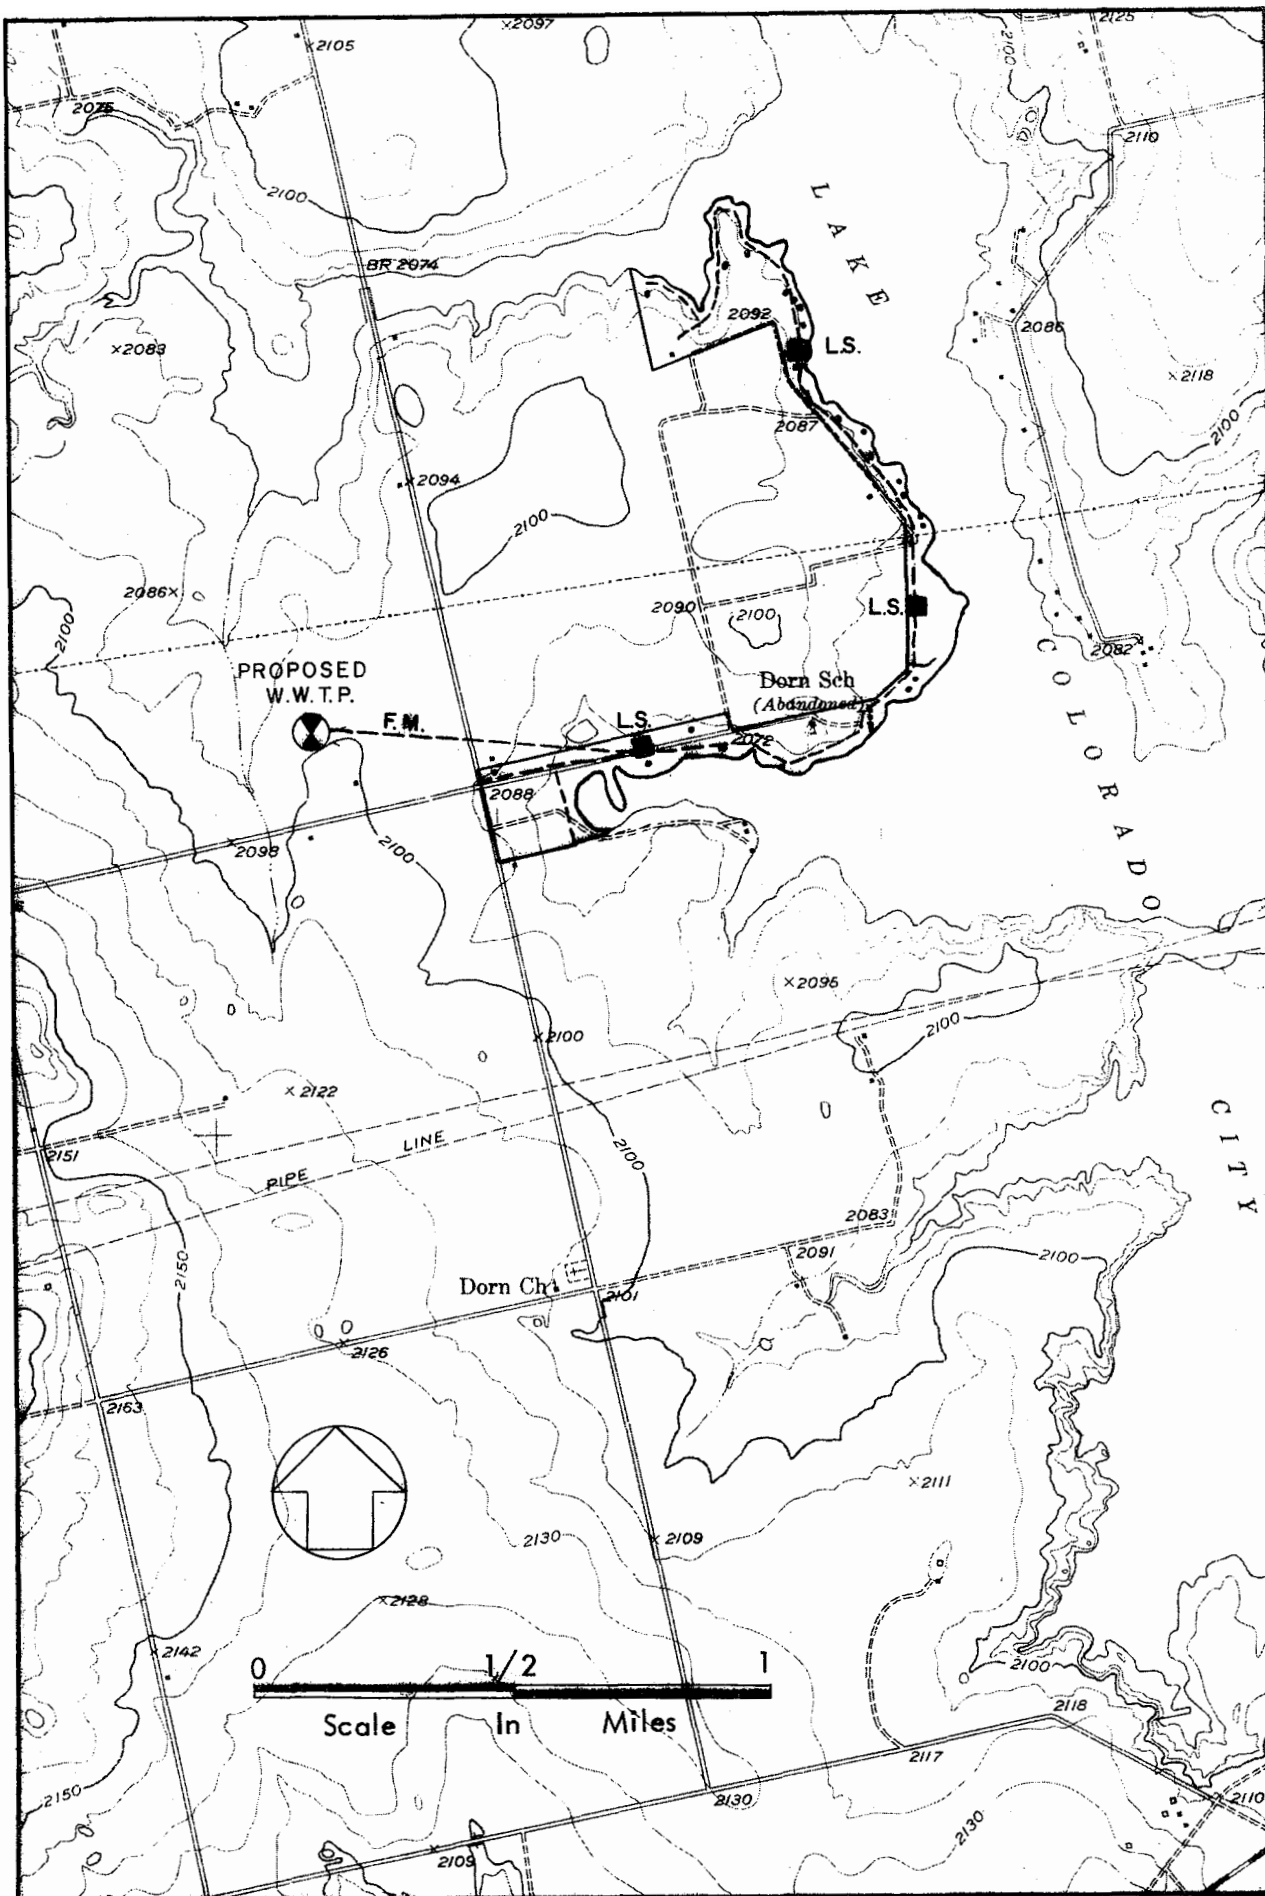 2097
2125
2105
2075
2110
2100
2100
LAKE
BR 2074
2092
2086
L.S.
×2083
×2118
2087
2100
2094
2100
2086×
2090
2100
L.S.
2100
2082
PROPOSED
W.W.T.P.
Dorn Sch
(Abandoned)
F.M.
L.S.
2072
COLORADO
2088
2098
2100
×2095
2100
×2100
×2122
CITY
2100
LINE
2151
PIPE
2083
2091
2100
2150
Dorn Ch
2101
2126
2163
×2111
2130
×2109
×2128
2142
2100
0 1/2 1
Scale In Miles
2118
2117
2150
2130
2110
2109
2130